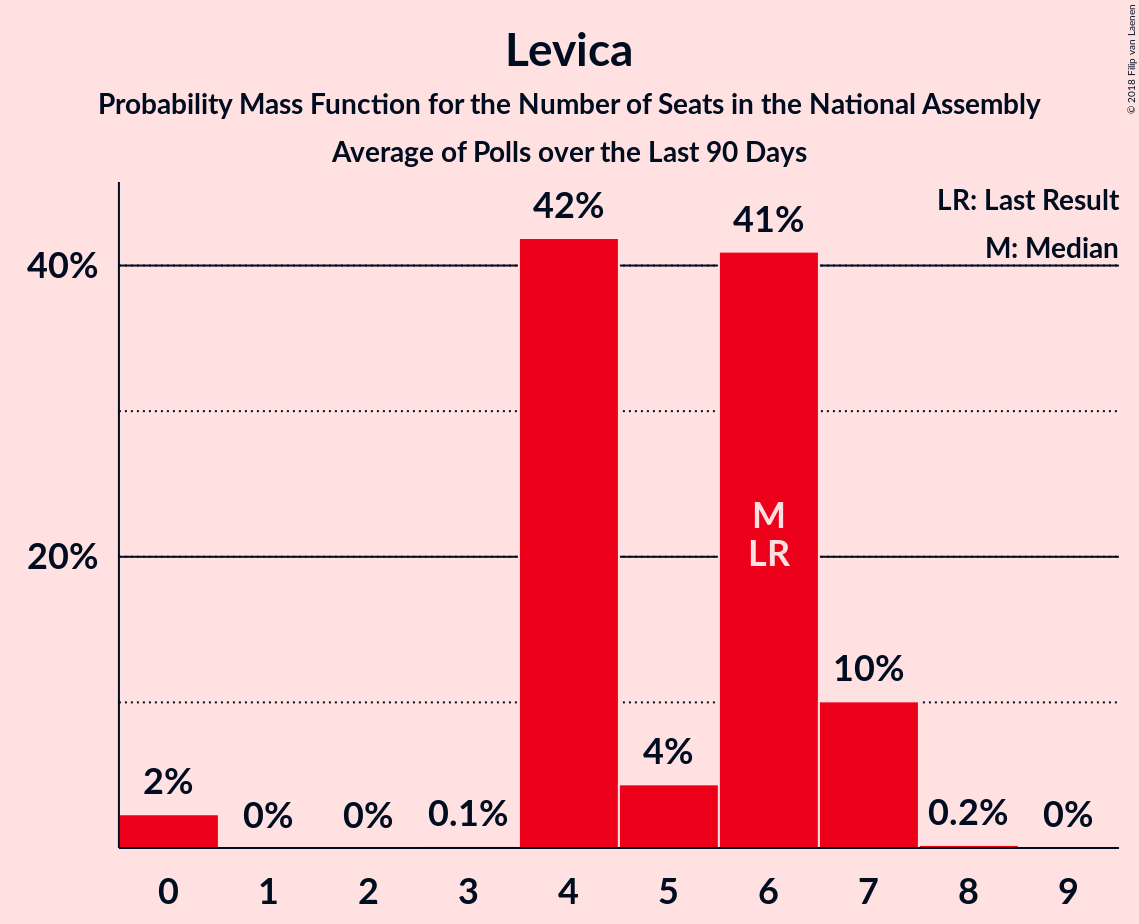 Levica
Probability Mass Function for the Number of Seats in the National Assembly
Average of Polls over the Last 90 Days
© 2018 Filip van Laenen
LR: Last Result
M: Median
42%
41%
40%
M
LR
20%
10%
4%
2%
0%
0%
0.1%
0.2%
0%
0 1 2 3 4 5 6 7 8 9